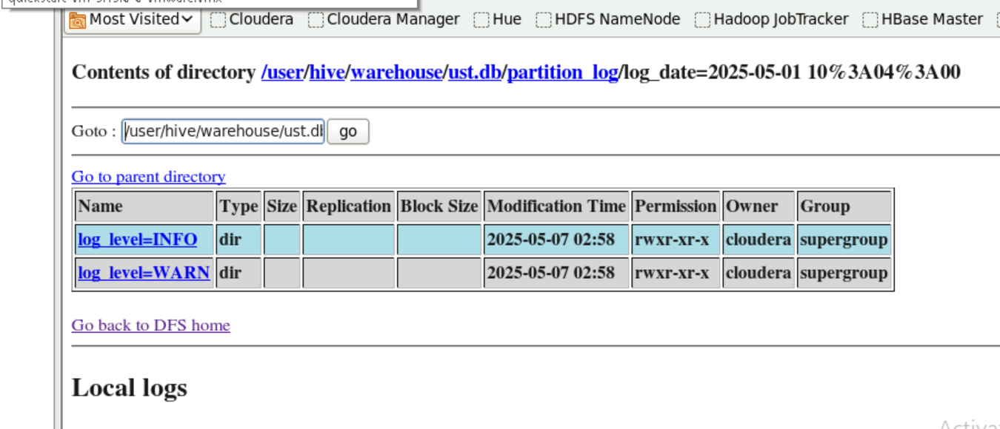 Most Visited Cloudera Cloudera Manager Hue HDFS NameNode Hadoop JobTracker HBase Master
Contents of directory /user/hive/warehouse/ust.db/partition_log/log_date=2025-05-01 10%3A04%3A00
Goto : /user/hive/warehouse/ust.db go
Go to parent directory
Name Type Size Replication Block Size Modification Time Permission Owner Group
log_level=INFO dir 2025-05-07 02:58 rwxr-xr-x cloudera supergroup
log_level=WARN dir 2025-05-07 02:58 rwxr-xr-x cloudera supergroup
Go back to DFS home
Local logs